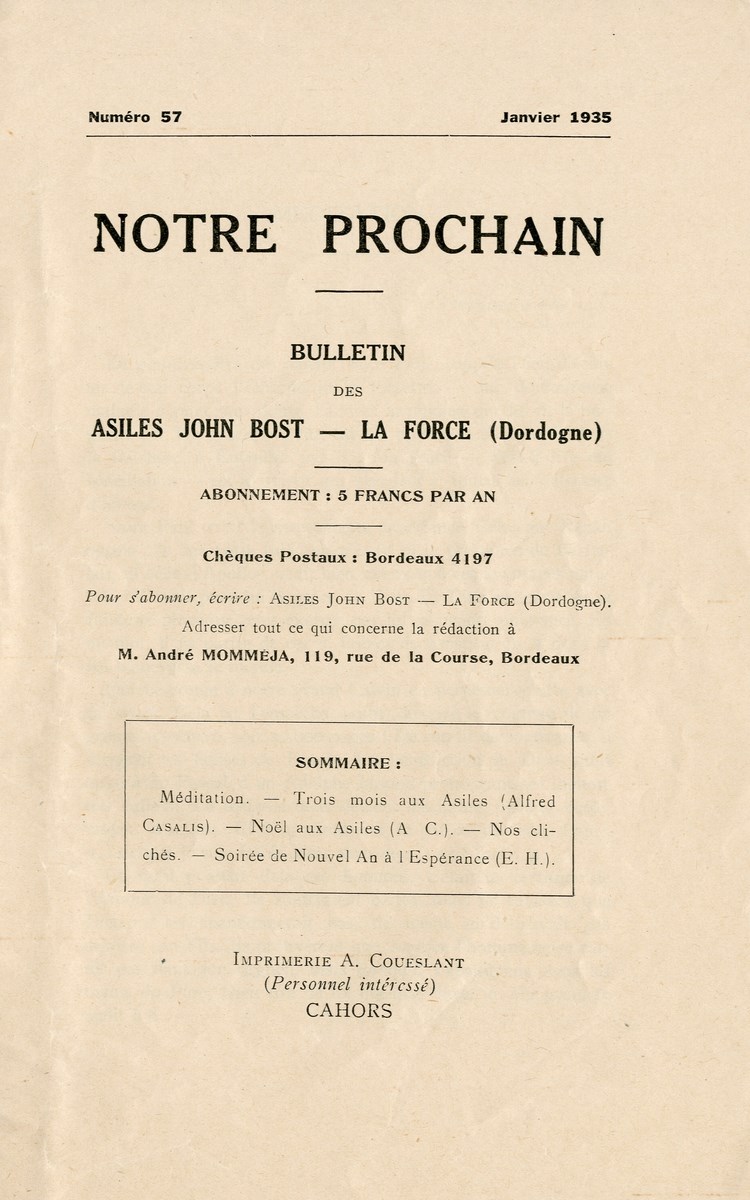 Numéro 57 Janvier 1935
NOTRE PROCHAIN
BULLETIN
DES
ASILES JOHN BOST — LA FORCE (Dordogne)
ABONNEMENT : 5 FRANCS PAR AN
Chèques Postaux : Bordeaux 4197
Pour s'abonner, écrire : ASILES JOHN BOST — LA FORCE (Dordogne).
Adresser tout ce qui concerne la rédaction à
M. André MOMMÉJA, 119, rue de la Course, Bordeaux
SOMMAIRE :
Méditation. — Trois mois aux Asiles (Alfred
CASALIS). — Noël aux Asiles (A C.). — Nos cli-
chés. — Soirée de Nouvel An à l Espérance (E. H.).
IMPRIMERIE A. COUESLANT
(Personnel intéressé)
CAHORS